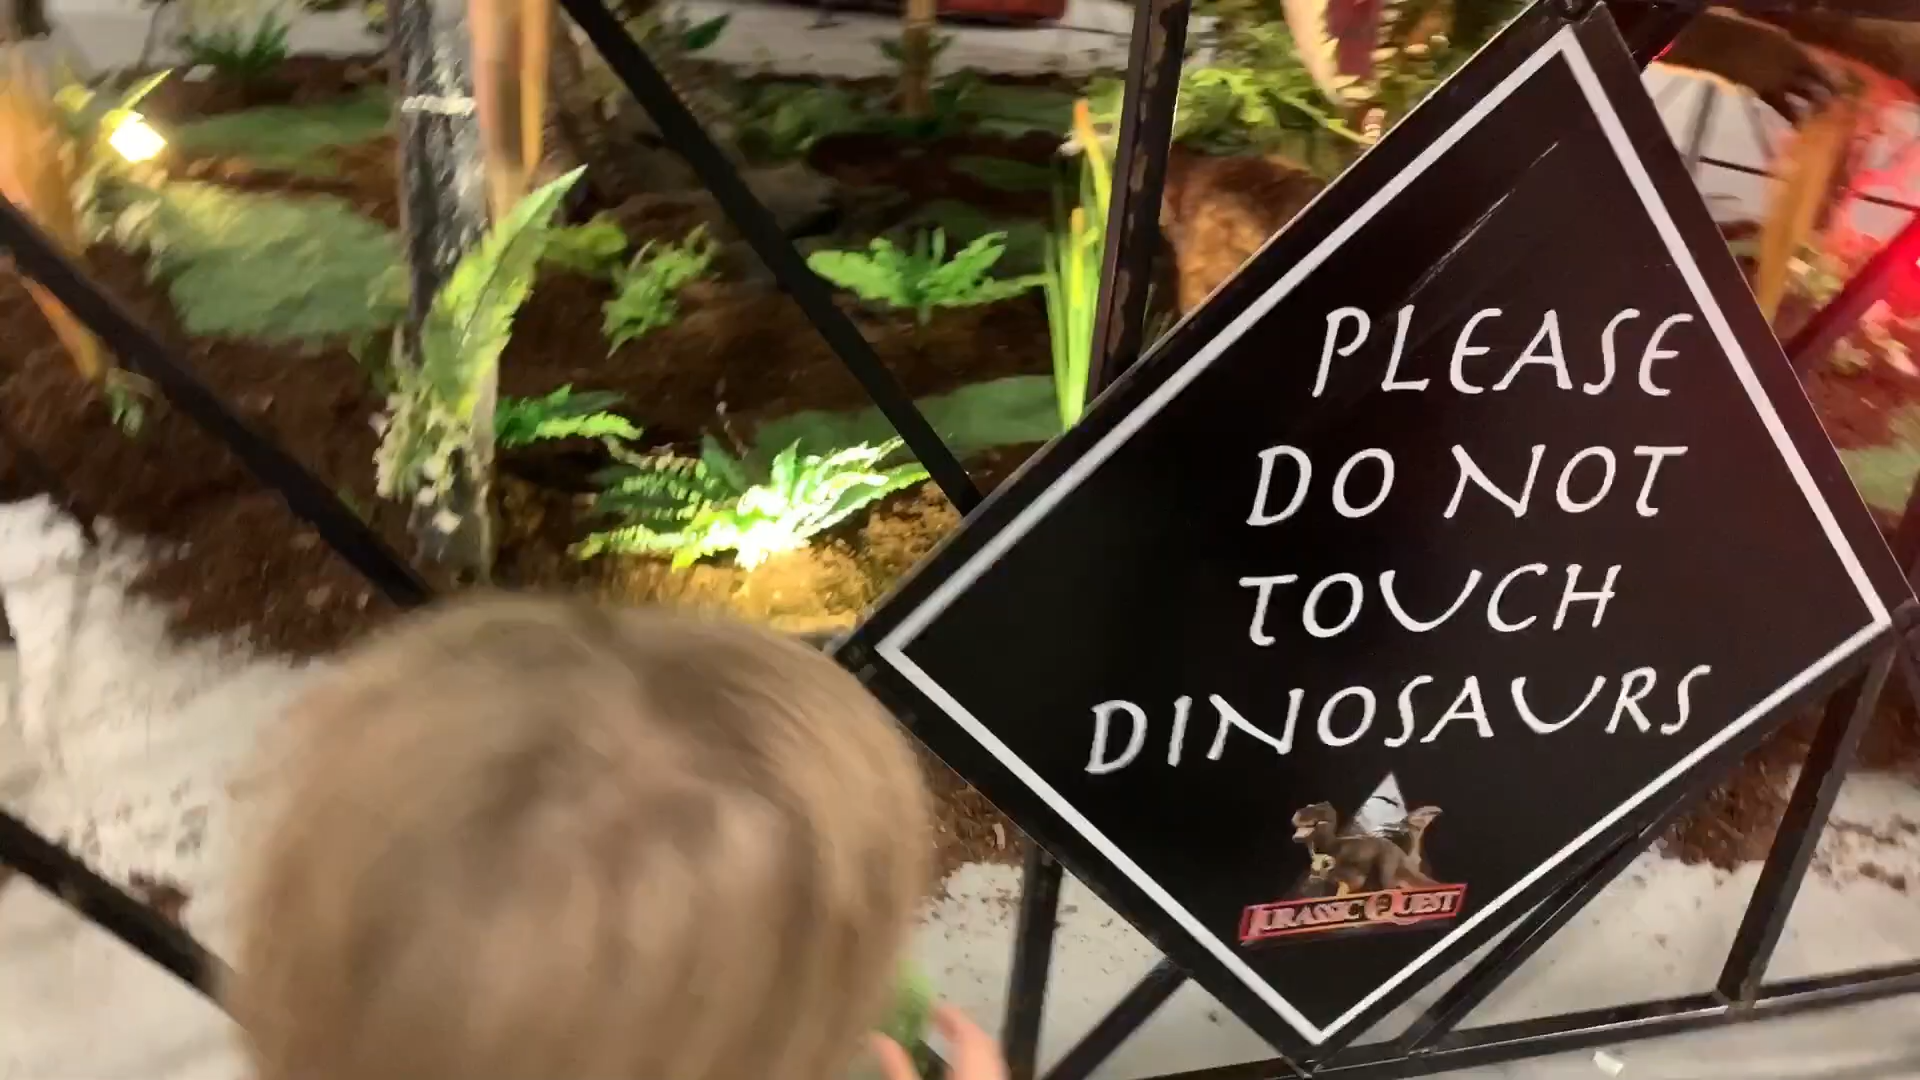 PLEASE
DO NOT
TOUCH
DINOSAURS
JURASSIC QUEST